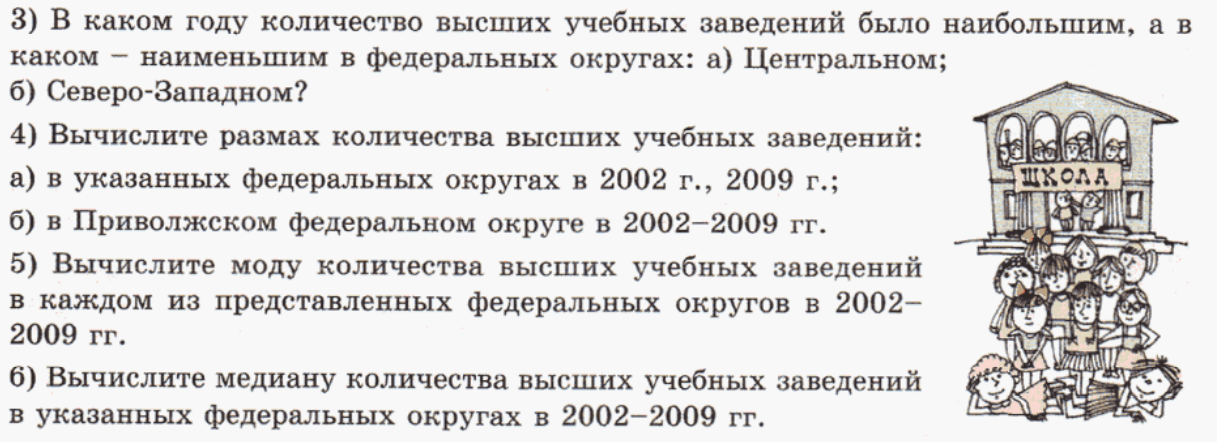 3) В каком году количество высших учебных заведений было наибольшим, а в
каком – наименьшим в федеральных округах: а) Центральном;
б) Северо-Западном?
4) Вычислите размах количества высших учебных заведений:
а) в указанных федеральных округах в 2002 г., 2009 г.;
б) в Приволжском федеральном округе в 2002–2009 гг.
5) Вычислите моду количества высших учебных заведений
в каждом из представленных федеральных округов в 2002–
2009 гг.
6) Вычислите медиану количества высших учебных заведений
в указанных федеральных округах в 2002–2009 гг.
ШКОЛА